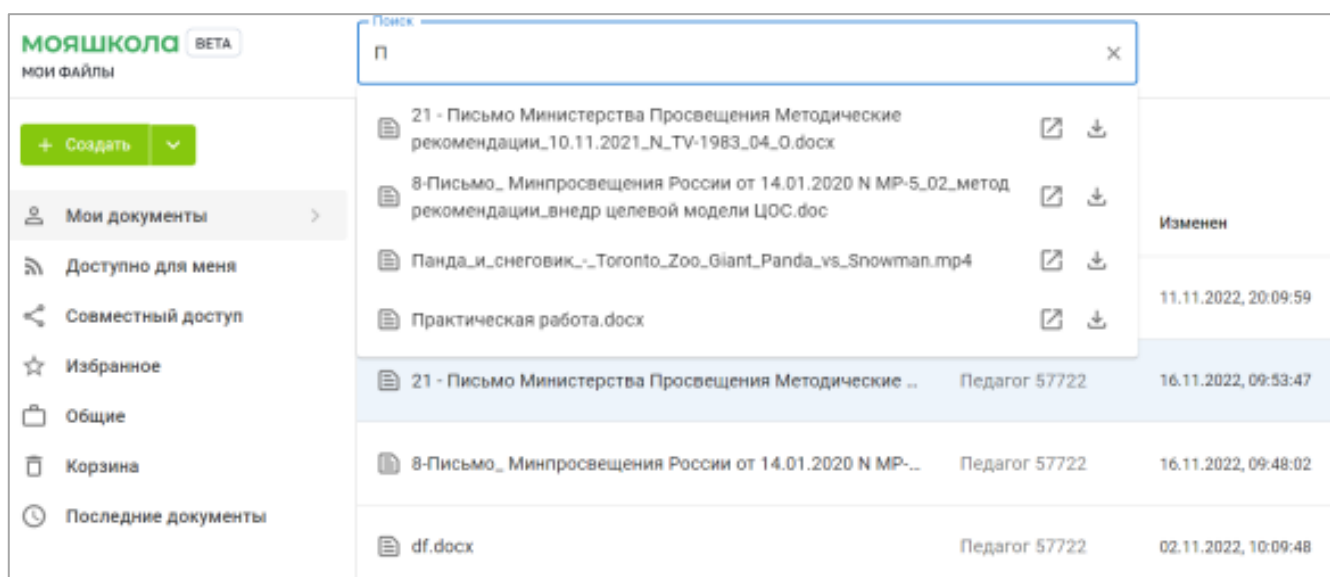 МОЯШКОЛА BETA
МОИ ФАЙЛЫ
Поиск
П
+ Создать
Мои документы
Доступно для меня
Совместный доступ
Избранное
Общие
Корзина
Последние документы
21 - Письмо Министерства Просвещения Методические
рекомендации_10.11.2021_N_TV-1983_04_O.docx
8-Письмо_ Минпросвещения России от 14.01.2020 N МР-5_02_метод
рекомендации_внедр целевой модели ЦОС.doc
Панда_и_снеговик_-_Toronto_Zoo_Giant_Panda_vs_Snowman.mp4
Практическая работа.docx
Изменен
11.11.2022, 20:09:59
21 - Письмо Министерства Просвещения Методические ... Педагог 57722 16.11.2022, 09:53:47
8-Письмо_ Минпросвещения России от 14.01.2020 N МР-... Педагог 57722 16.11.2022, 09:48:02
df.docx Педагог 57722 02.11.2022, 10:09:48